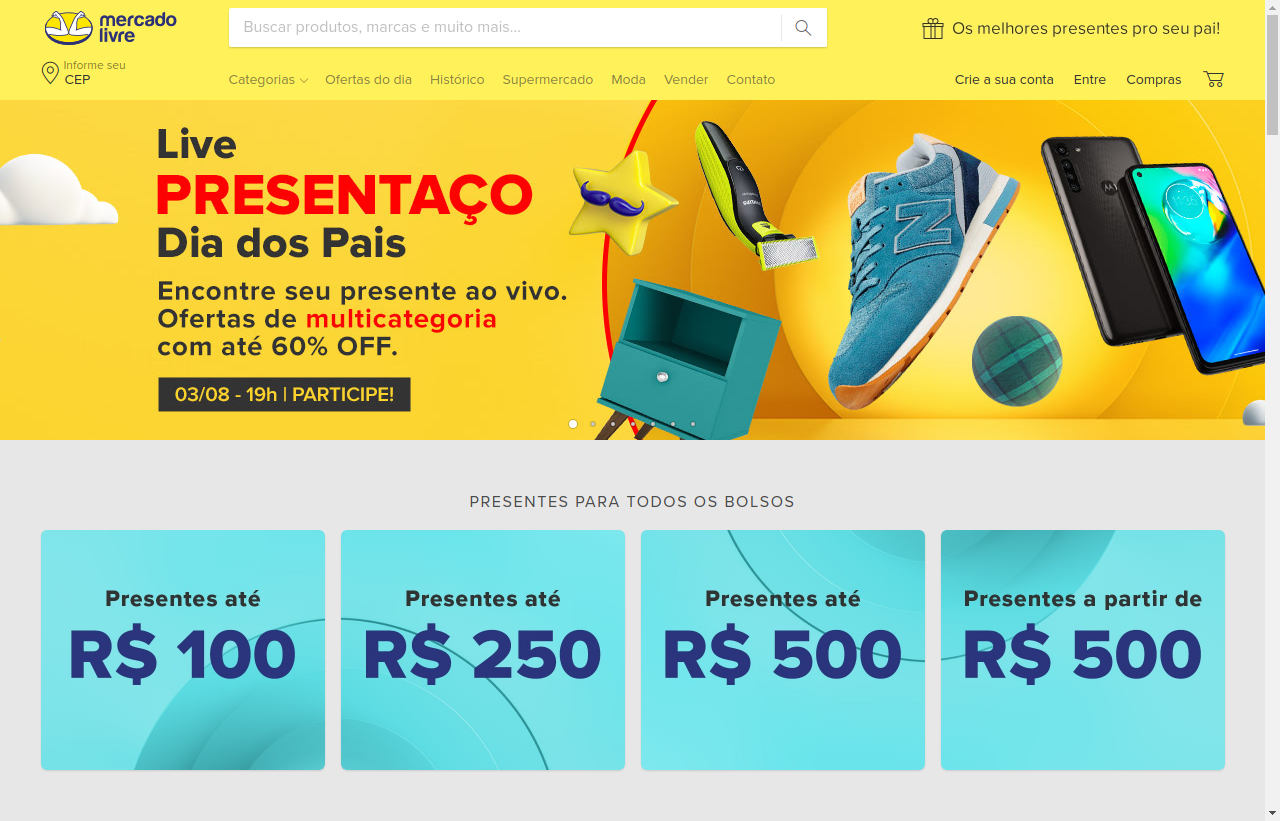 mercado
livre
Buscar produtos, marcas e muito mais...
Os melhores presentes pro seu pai!
Informe seu
CEP
Categorias
Ofertas do dia
Histórico
Supermercado
Moda
Vender
Contato
Crie a sua conta
Entre
Compras
Live
PRESENTAÇO
Dia dos Pais
Encontre seu presente ao vivo.
Ofertas de multicategoria
com até 60% OFF.
03/08 - 19h | PARTICIPE!
N
PRESENTES PARA TODOS OS BOLSOS
Presentes até
R$ 100
Presentes até
R$ 250
Presentes até
R$ 500
Presentes a partir de
R$ 500